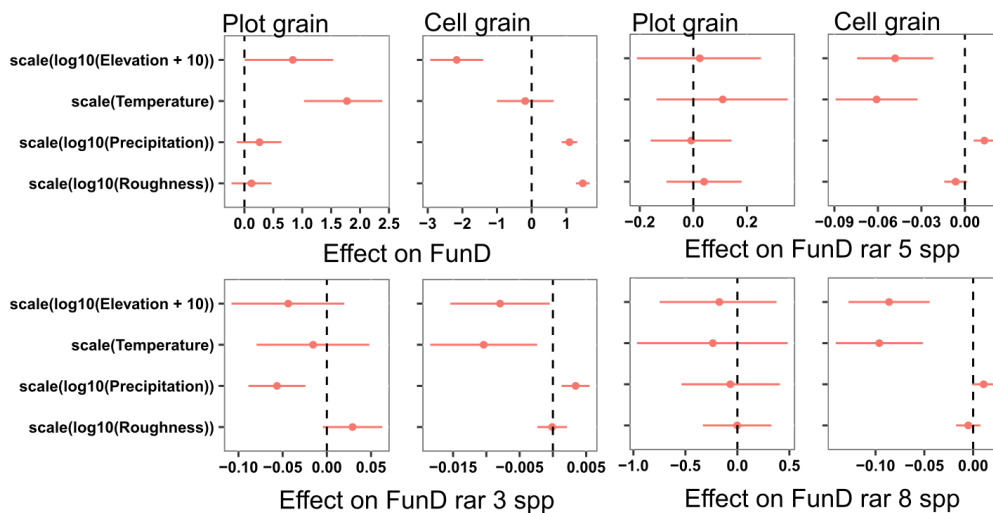 Plot grain Cell grain Plot grain Cell grain
scale(log10(Elevation + 10))
scale(Temperature)
scale(log10(Precipitation))
scale(log10(Roughness))
0.0 0.5 1.0 1.5 2.0 2.5 −3 −2 −1 0 1 −0.2 0.0 0.2 −0.09 −0.06 −0.03 0.00
Effect on FunD Effect on FunD rar 5 spp
scale(log10(Elevation + 10))
scale(Temperature)
scale(log10(Precipitation))
scale(log10(Roughness))
−0.10 0.00 0.05 −0.015 −0.005 0.005 −1.0 −0.5 0.0 0.5 −0.10 −0.05 0.00
Effect on FunD rar 3 spp Effect on FunD rar 8 spp